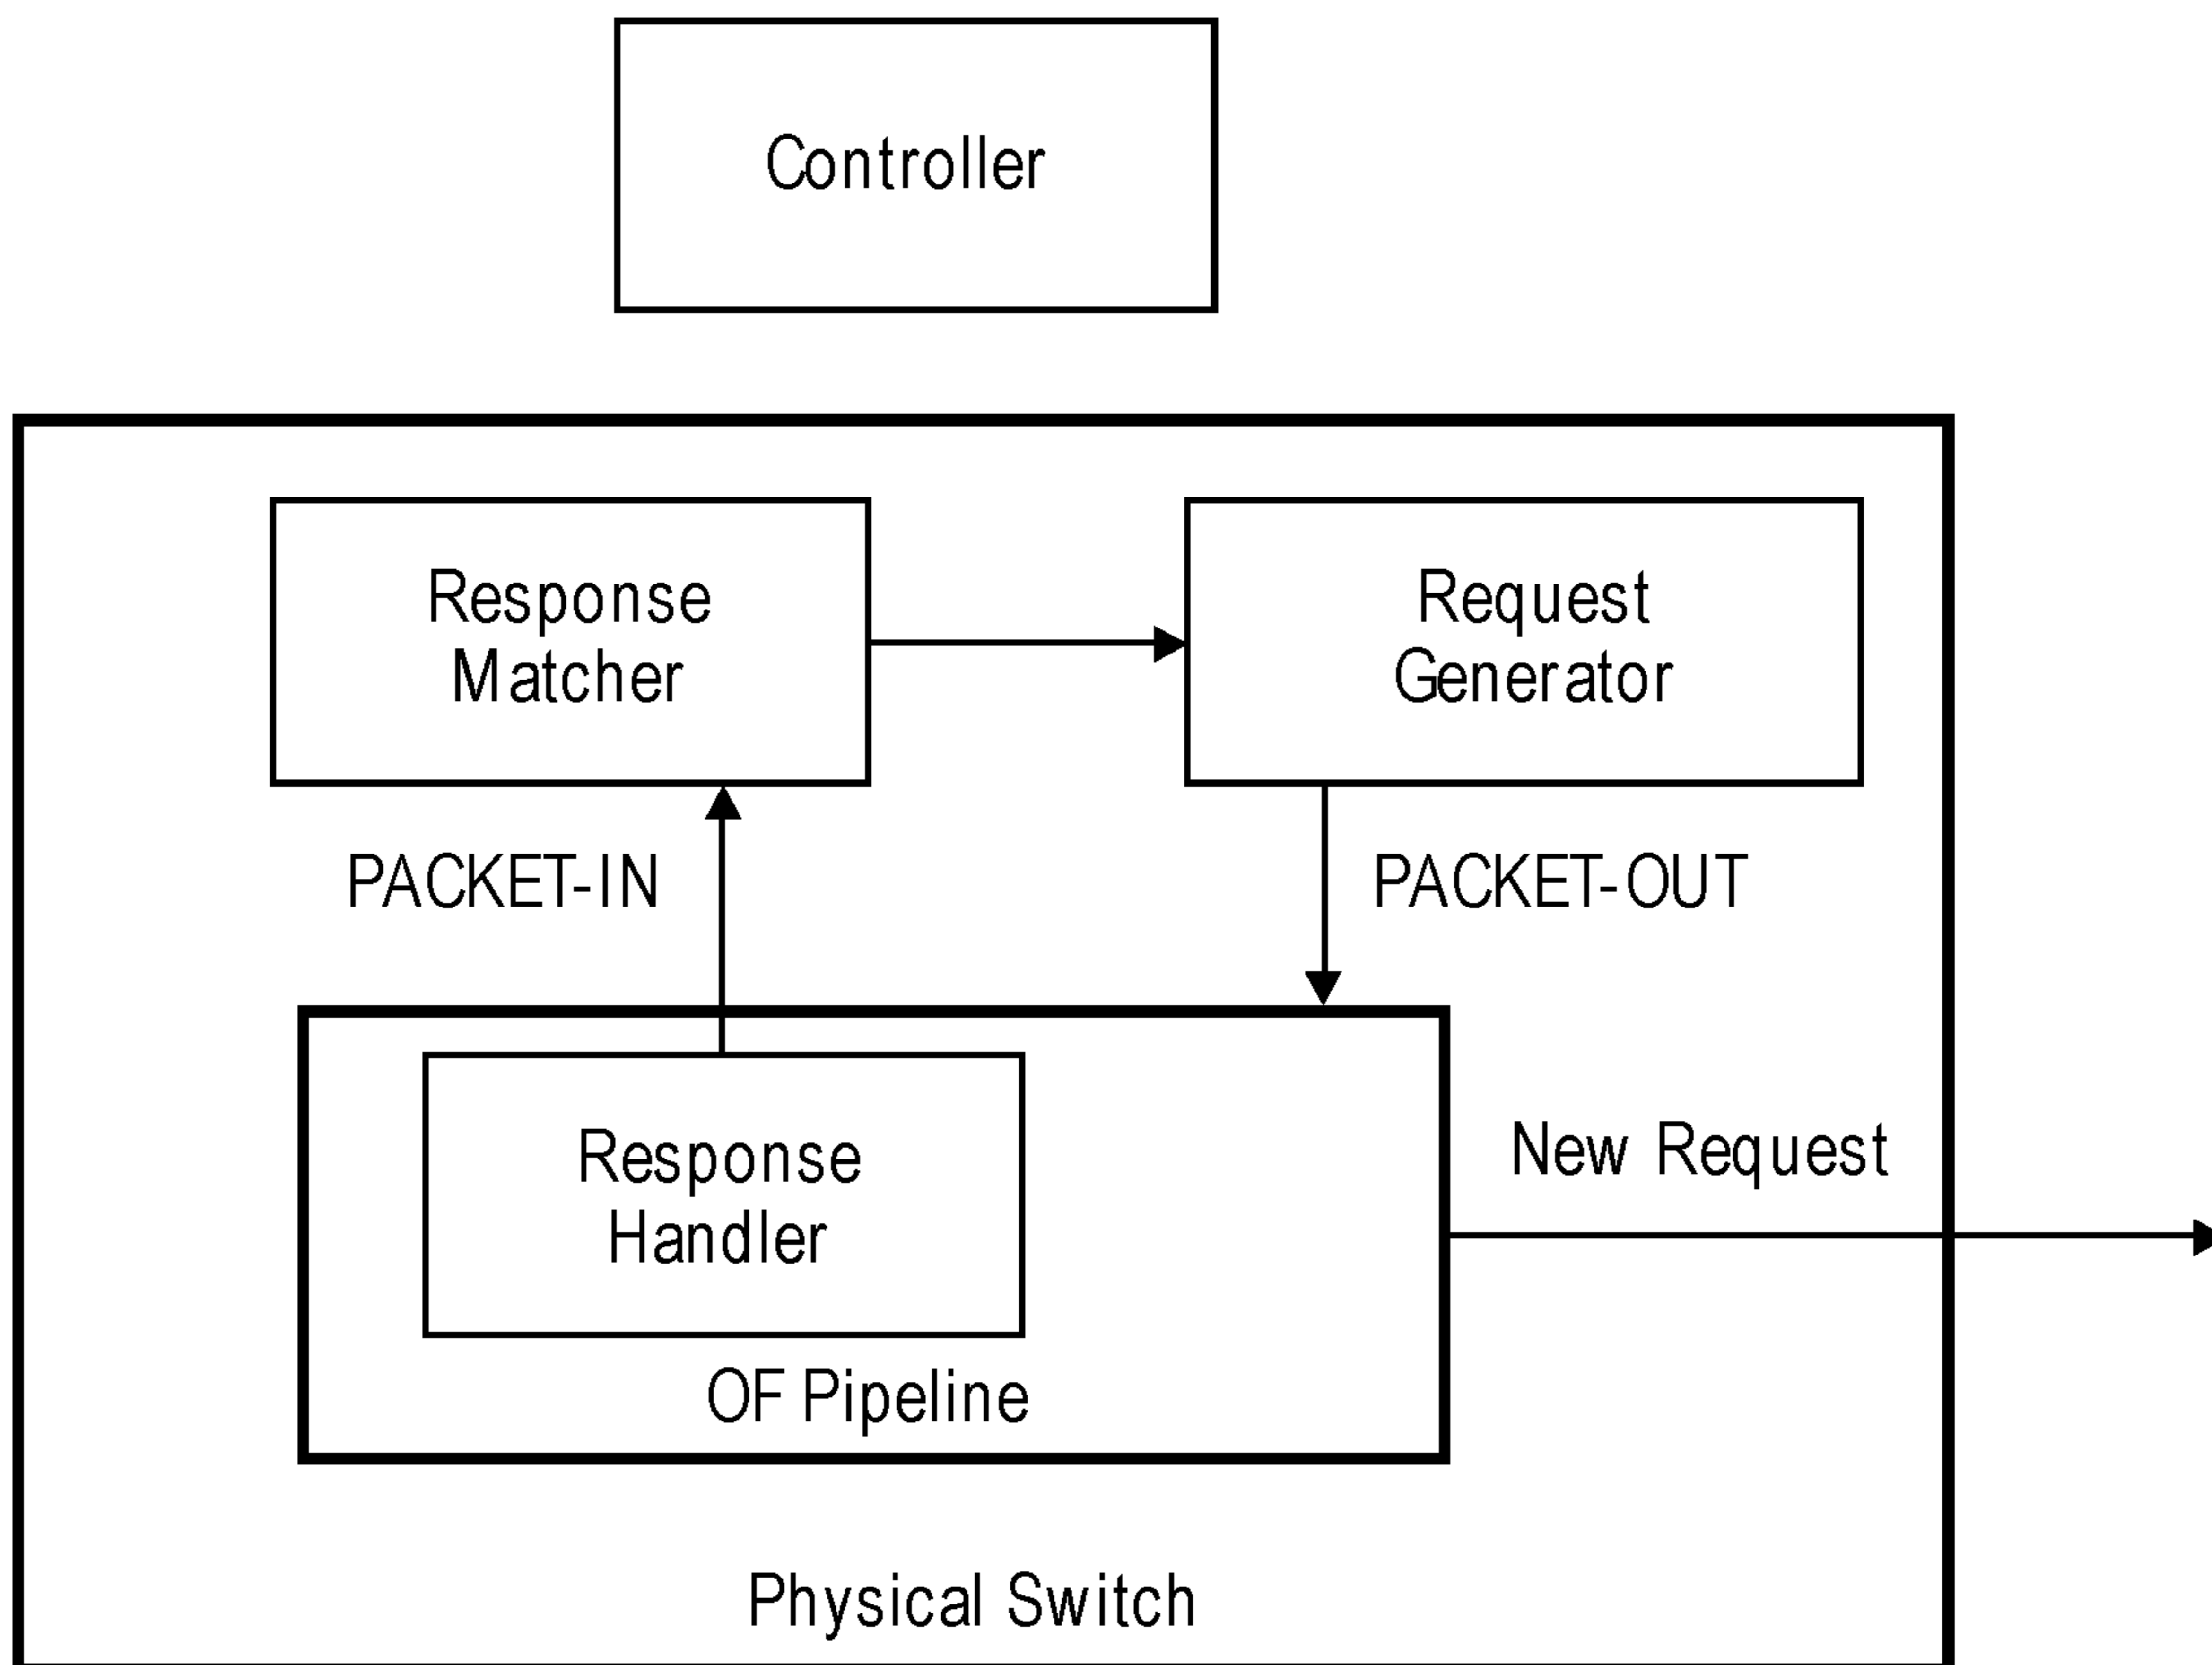 Controller
Response
Matcher
Request
Generator
PACKET-IN
PACKET-OUT
Response
Handler
New Request
OF Pipeline
Physical Switch